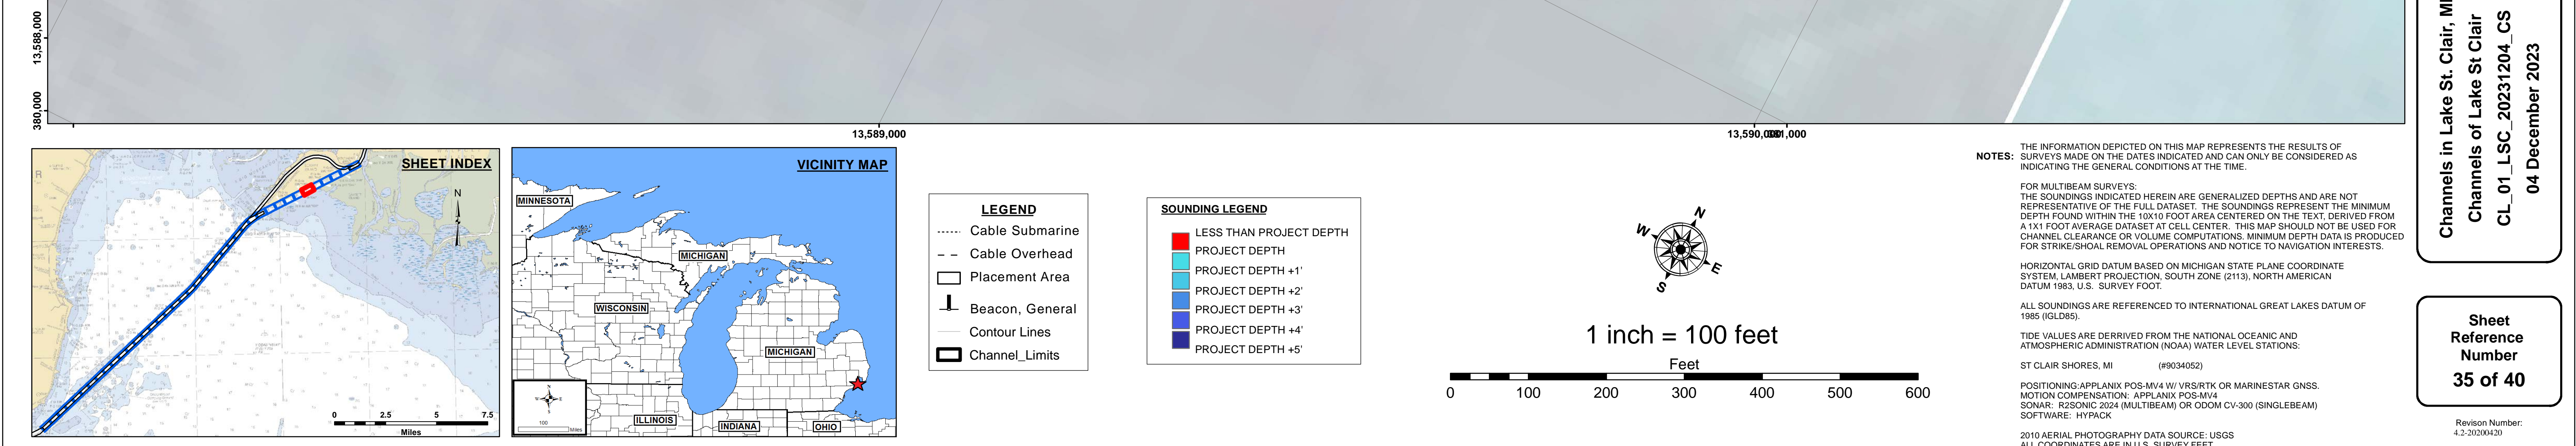 13,588,000
380,000
13,589,000
13,590,000
381,000
SHEET INDEX
N
0 2.5 5 7.5
Miles
VICINITY MAP
MINNESOTA
MICHIGAN
WISCONSIN
MICHIGAN
ILLINOIS
INDIANA
OHIO
100
Miles
LEGEND
Cable Submarine
Cable Overhead
Placement Area
Beacon, General
Contour Lines
Channel_Limits
SOUNDING LEGEND
LESS THAN PROJECT DEPTH
PROJECT DEPTH
PROJECT DEPTH +1'
PROJECT DEPTH +2'
PROJECT DEPTH +3'
PROJECT DEPTH +4'
PROJECT DEPTH +5'
N
W
E
S
1 inch = 100 feet
Feet
0 100 200 300 400 500 600
NOTES:
THE INFORMATION DEPICTED ON THIS MAP REPRESENTS THE RESULTS OF
SURVEYS MADE ON THE DATES INDICATED AND CAN ONLY BE CONSIDERED AS
INDICATING THE GENERAL CONDITIONS AT THE TIME.
FOR MULTIBEAM SURVEYS:
THE SOUNDINGS INDICATED HEREIN ARE GENERALIZED DEPTHS AND ARE NOT
REPRESENTATIVE OF THE FULL DATASET. THE SOUNDINGS REPRESENT THE MINIMUM
DEPTH FOUND WITHIN THE 10X10 FOOT AREA CENTERED ON THE TEXT, DERIVED FROM
A 1X1 FOOT AVERAGE DATASET AT CELL CENTER. THIS MAP SHOULD NOT BE USED FOR
CHANNEL CLEARANCE OR VOLUME COMPUTATIONS. MINIMUM DEPTH DATA IS PRODUCED
FOR STRIKE/SHOAL REMOVAL OPERATIONS AND NOTICE TO NAVIGATION INTERESTS.
HORIZONTAL GRID DATUM BASED ON MICHIGAN STATE PLANE COORDINATE
SYSTEM, LAMBERT PROJECTION, SOUTH ZONE (2113), NORTH AMERICAN
DATUM 1983, U.S. SURVEY FOOT.
ALL SOUNDINGS ARE REFERENCED TO INTERNATIONAL GREAT LAKES DATUM OF
1985 (IGLD85).
TIDE VALUES ARE DERRIVED FROM THE NATIONAL OCEANIC AND
ATMOSPHERIC ADMINISTRATION (NOAA) WATER LEVEL STATIONS:
ST CLAIR SHORES, MI (#9034052)
POSITIONING:APPLANIX POS-MV4 W/ VRS/RTK OR MARINESTAR GNSS.
MOTION COMPENSATION: APPLANIX POS-MV4
SONAR: R2SONIC 2024 (MULTIBEAM) OR ODOM CV-300 (SINGLEBEAM)
SOFTWARE: HYPACK
2010 AERIAL PHOTOGRAPHY DATA SOURCE: USGS
ALL COORDINATES ARE IN U.S. SURVEY FEET
Channels in Lake St. Clair, MI
Channels of Lake St Clair
CL_01_LSC_20231204_CS
04 December 2023
Sheet
Reference
Number
35 of 40
Revison Number:
4.2-20200420